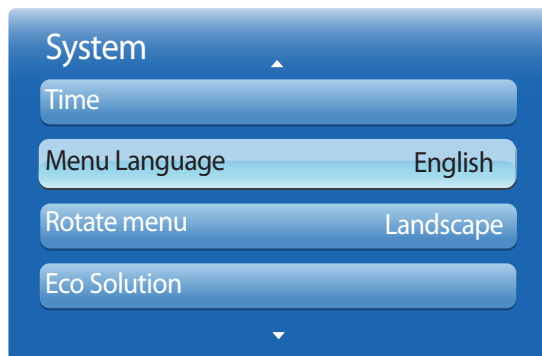 System
Time
Menu Language English
Rotate menu Landscape
Eco Solution